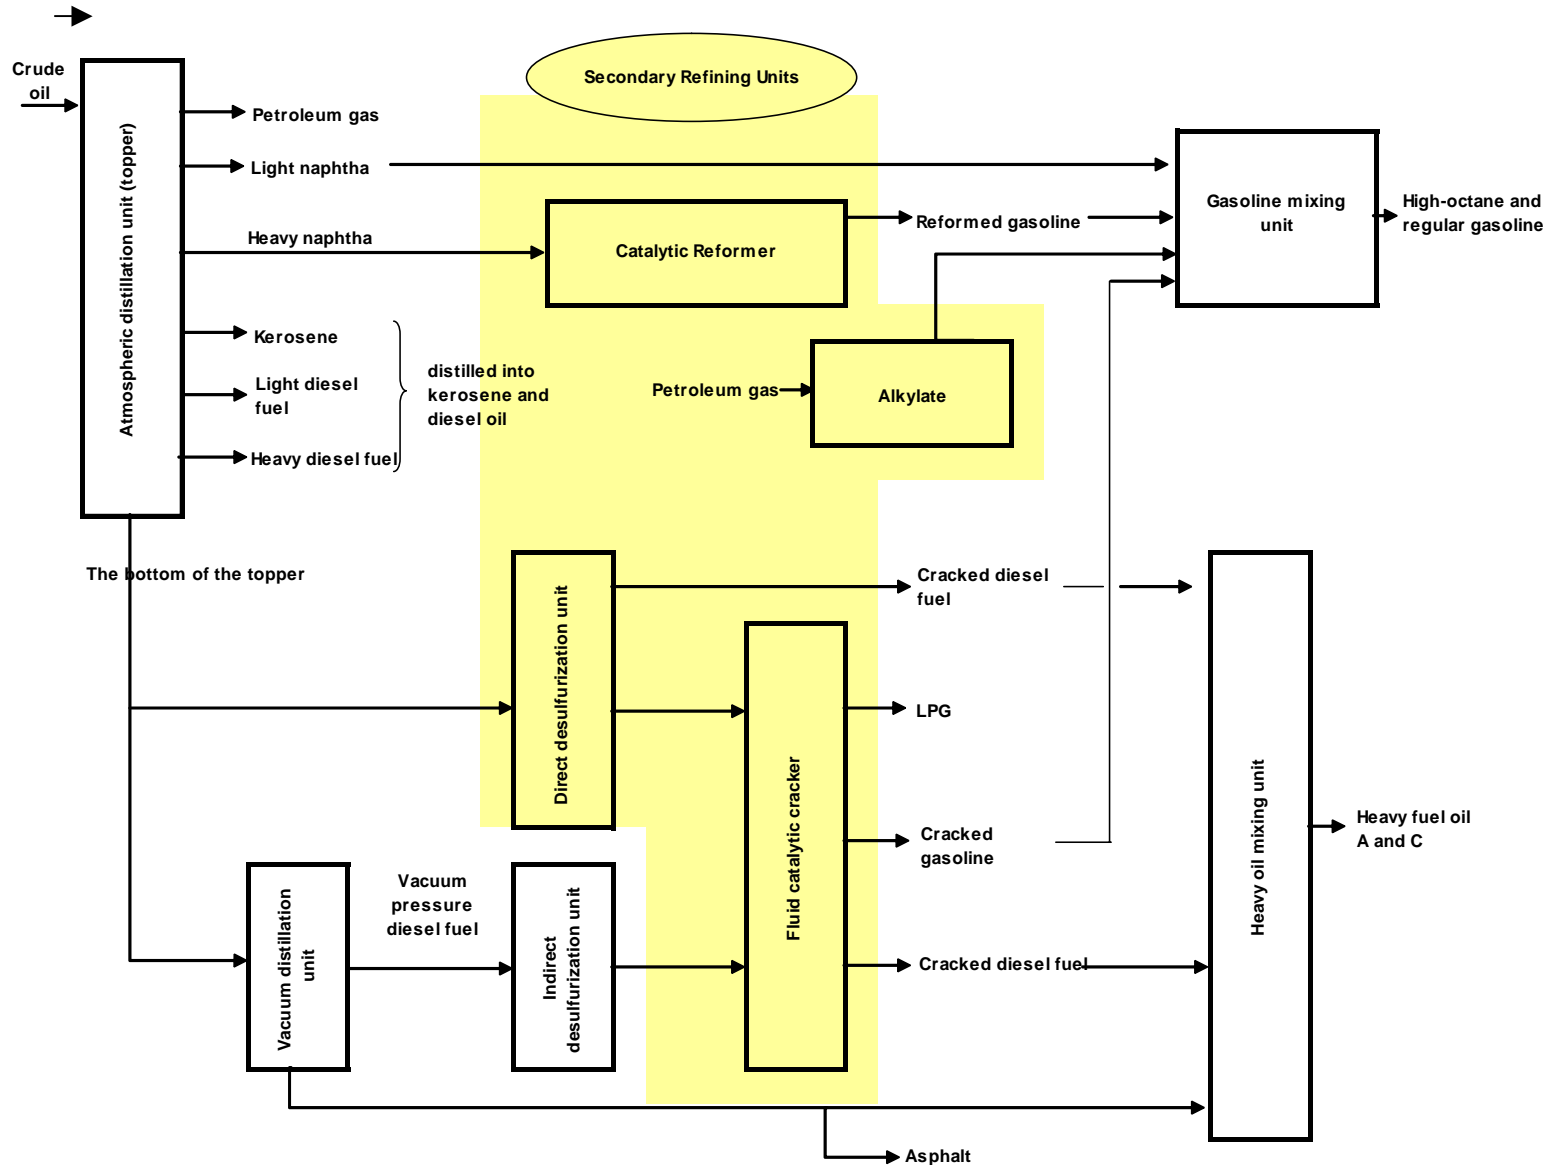 Crude
oil
Atmospheric distillation unit (topper)
Petroleum gas
Light naphtha
Heavy naphtha
Kerosene
Light diesel
fuel
Heavy diesel fuel
distilled into
kerosene and
diesel oil
Secondary Refining Units
Catalytic Reformer
Reformed gasoline
Gasoline mixing
unit
High-octane and
regular gasoline
Petroleum gas
Alkylate
The bottom of the topper
Direct desulfurization unit
Cracked diesel
fuel
Fluid catalytic cracker
LPG
Cracked
gasoline
Cracked diesel fuel
Vacuum distillation
unit
Vacuum
pressure
diesel fuel
Indirect
desulfurization unit
Heavy oil mixing unit
Heavy fuel oil
A and C
Asphalt